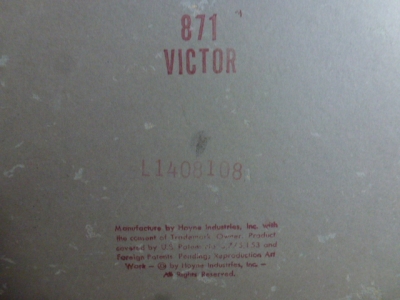 871
VICTOR
L1408108
Manufacture by Hoyne Industries, Inc. with
the consent of Trademark Owner. Product
covered by U.S. Patent
Foreign Patents Pending; Reproduction Art
Work - © by Hoyne Industries, Inc. -
All Rights Reserved.